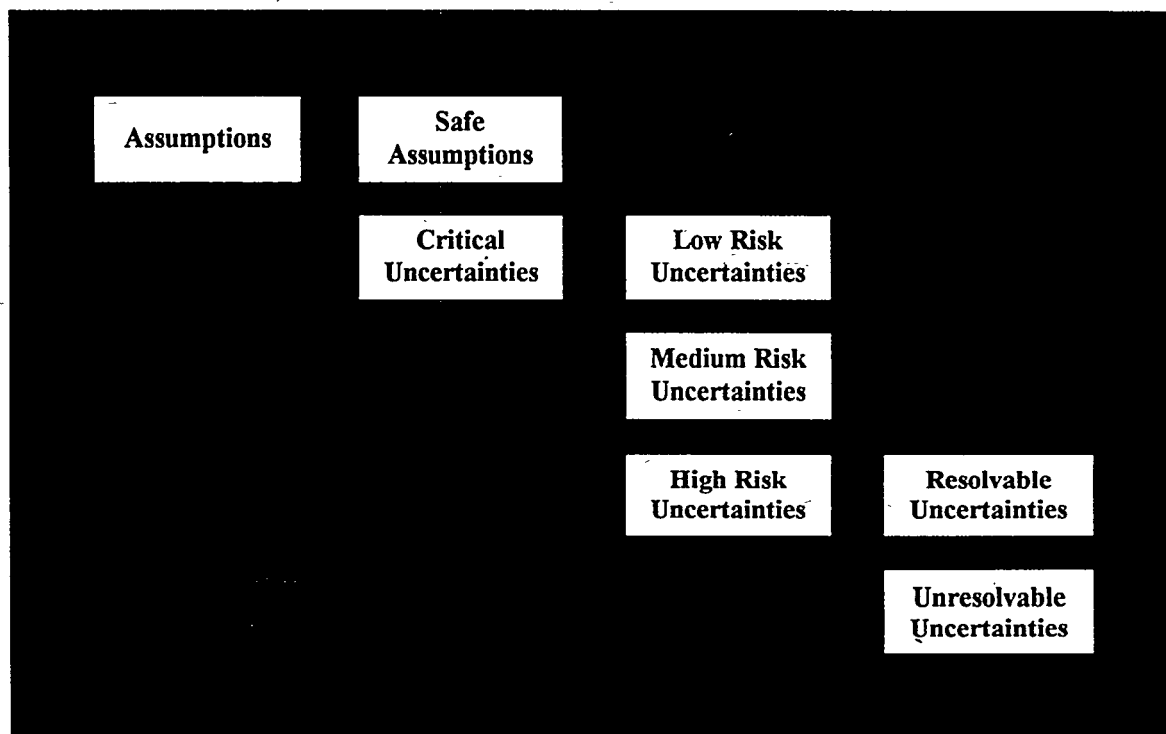 Assumptions
Safe
Assumptions
Critical
Uncertainties
Low Risk
Uncertainties
Medium Risk
Uncertainties
High Risk
Uncertainties
Resolvable
Uncertainties
Unresolvable
Uncertainties